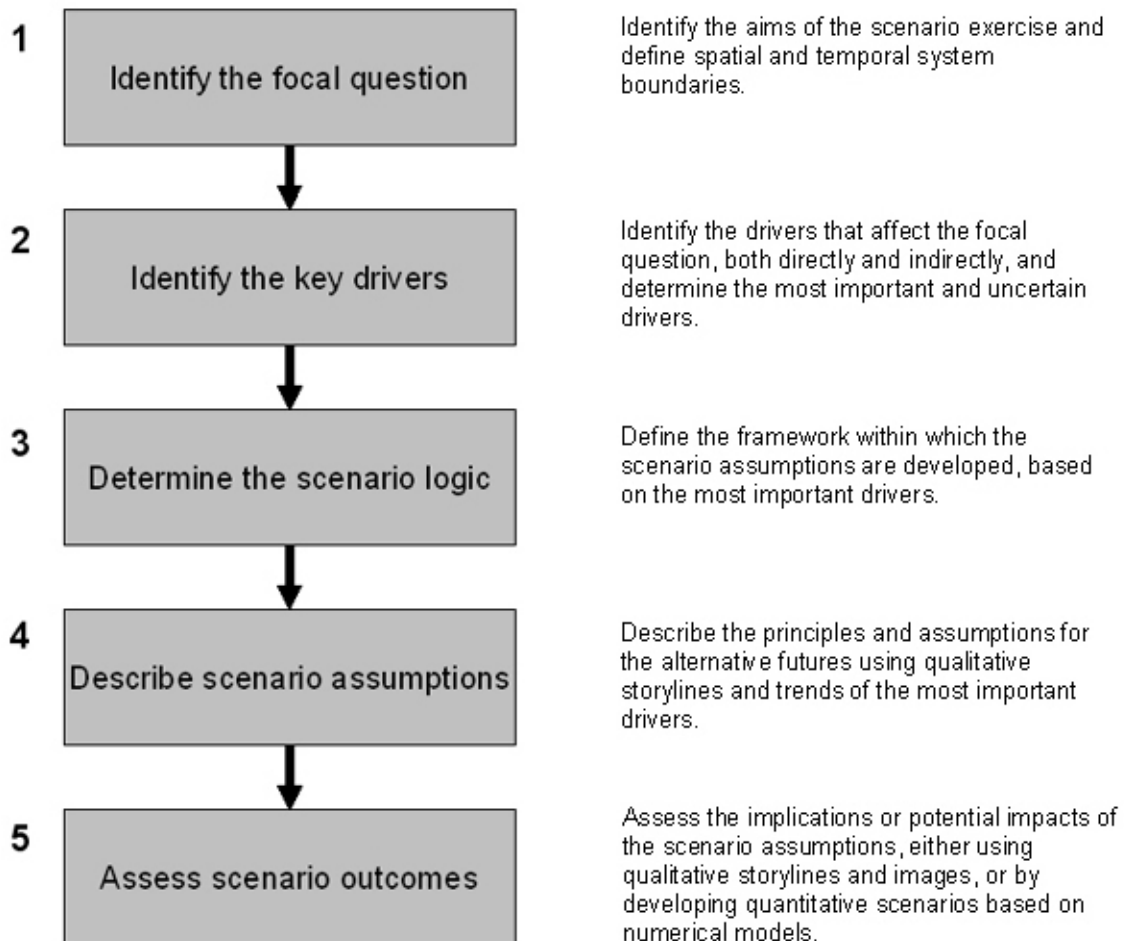 1
Identify the focal question
Identify the aims of the scenario exercise and
define spatial and temporal system
boundaries.
2
Identify the key drivers
Identify the drivers that affect the focal
question, both directly and indirectly, and
determine the most important and uncertain
drivers.
3
Determine the scenario logic
Define the framework within which the
scenario assumptions are developed, based
on the most important drivers.
4
Describe scenario assumptions
Describe the principles and assumptions for
the alternative futures using qualitative
storylines and trends of the most important
drivers.
5
Assess scenario outcomes
Assess the implications or potential impacts of
the scenario assumptions, either using
qualitative storylines and images, or by
developing quantitative scenarios based on
numerical models.